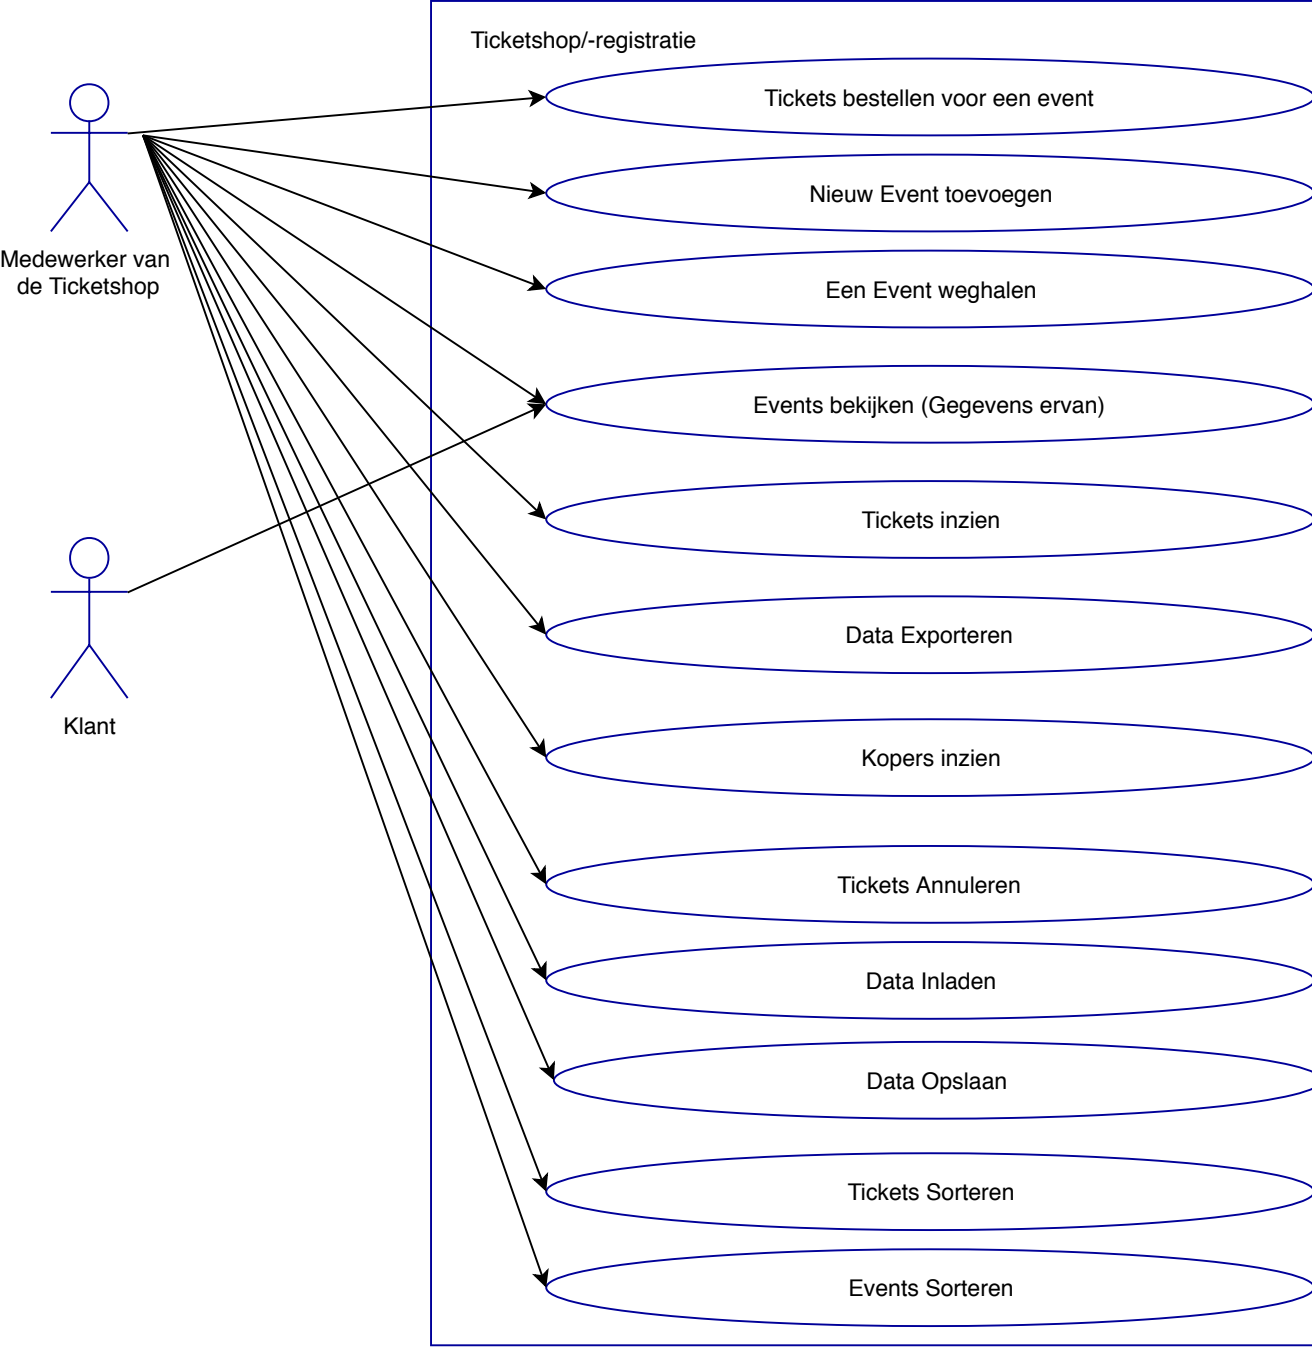 Ticketshop/-registratie
Tickets bestellen voor een event
Nieuw Event toevoegen
Medewerker van
de Ticketshop
Een Event weghalen
Events bekijken (Gegevens ervan)
Tickets inzien
Data Exporteren
Klant
Kopers inzien
Tickets Annuleren
Data Inladen
Data Opslaan
Tickets Sorteren
Events Sorteren